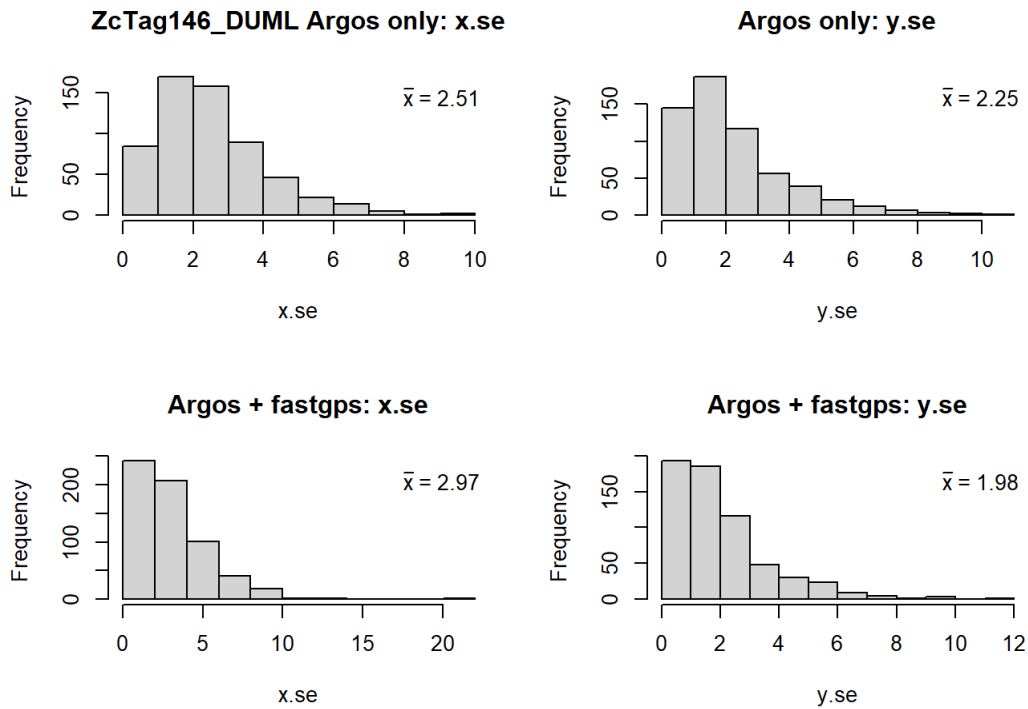 ZcTag146_DUML Argos only: x.se
Frequency
150
50
0
x̄ = 2.51
0 2 4 6 8 10
x.se
Argos only: y.se
Frequency
150
50
0
x̄ = 2.25
0 2 4 6 8 10
y.se
Argos + fastgps: x.se
Frequency
200
100
0
x̄ = 2.97
0 5 10 15 20
x.se
Argos + fastgps: y.se
Frequency
150
50
0
x̄ = 1.98
0 2 4 6 8 10 12
y.se